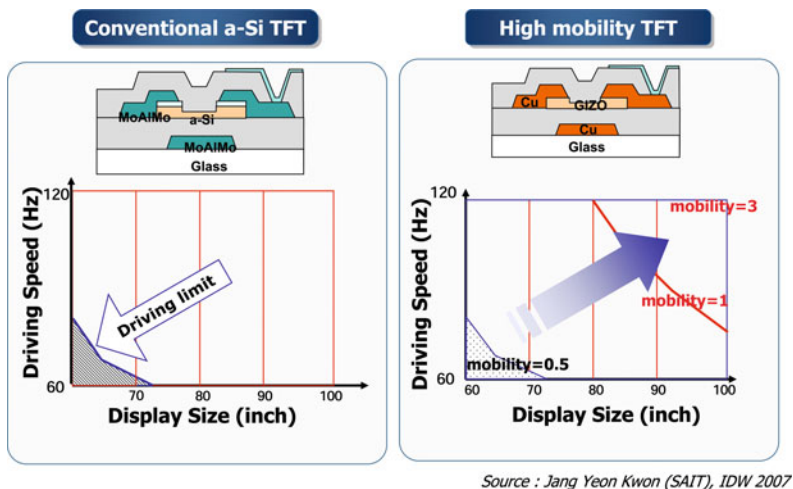 Conventional a-Si TFT
MoAlMo
a-Si
MoAlMo
Glass
120
Driving Speed (Hz)
Driving limit
60
70
80
90
100
Display Size (inch)
High mobility TFT
Cu
GIZO
Cu
Glass
120
Driving Speed (Hz)
mobility=3
mobility=1
mobility=0.5
60
60
70
80
90
100
Display Size (inch)
Source : Jang Yeon Kwon (SAIT), IDW 2007